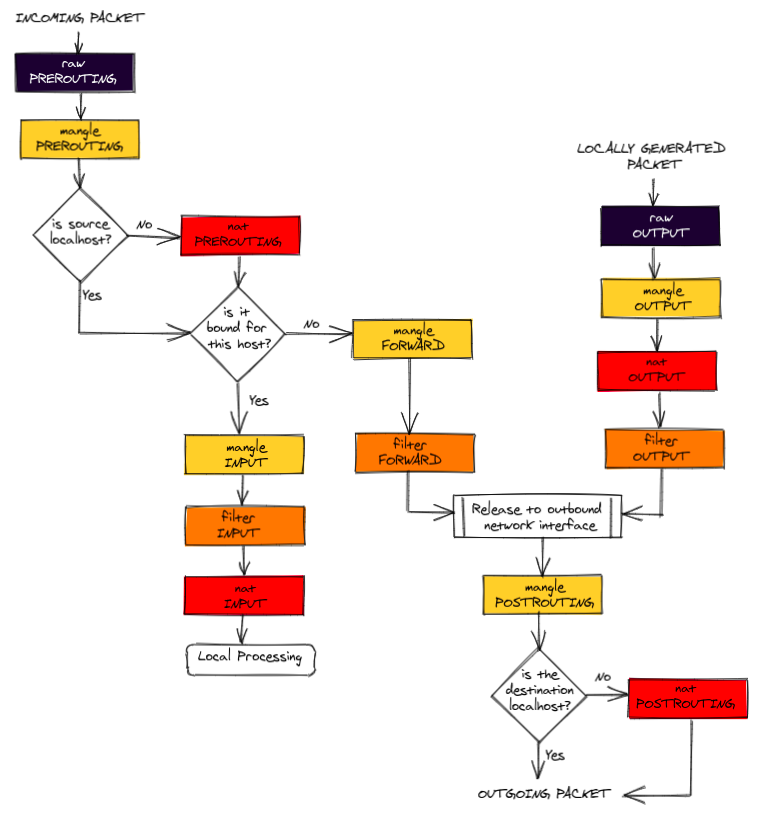 INCOMING PACKET
raw
PREROUTING
mangle
PREROUTING
is source
localhost?
No
nat
PREROUTING
Yes
is it
bound for
this host?
No
mangle
FORWARD
Yes
mangle
INPUT
filter
FORWARD
filter
INPUT
nat
INPUT
Local Processing
LOCALLY GENERATED
PACKET
raw
OUTPUT
mangle
OUTPUT
nat
OUTPUT
filter
OUTPUT
Release to outbound
network interface
mangle
POSTROUTING
is the
destination
localhost?
No
nat
POSTROUTING
Yes
OUTGOING PACKET